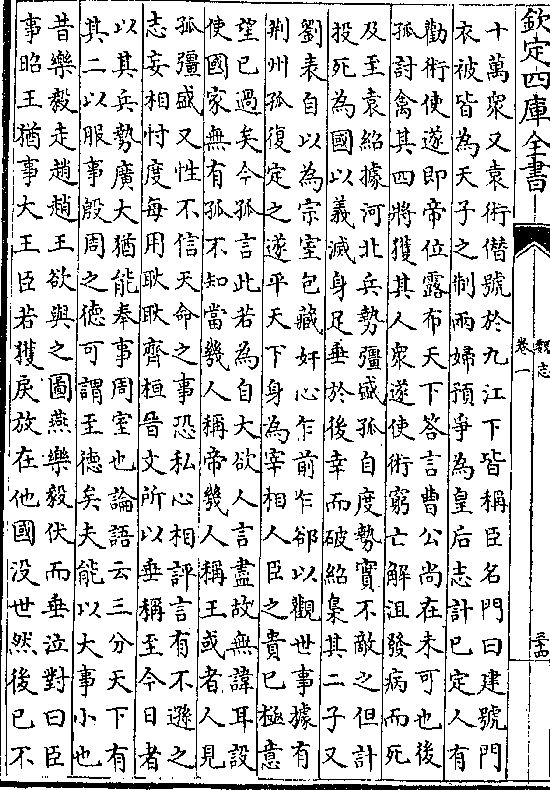 欽定四庫全書
魏志
卷一
三十四
十萬衆又袁術僭號於九江下皆稱臣名門曰建號門
衣被皆為天子之制兩婦預爭為皇后志計已定人有
勸術使遂即帝位露布天下答言曹公尚在未可也後
孤討禽其四將獲其人衆遂使術窮亡解沮發病而死
及至袁紹據河北兵勢彊盛孤自度勢實不敵之但計
投死為國以義滅身足垂於後幸而破紹梟其二子又
劉表自以為宗室包藏奸心乍前乍郤以觀世事據有
荆州孤復定之遂平天下身為宰相人臣之貴已極意
望已過矣今孤言此若為自大欲人言盡故無諱耳設
使國家無有孤不知當幾人稱帝幾人稱王或者人見
孤彊盛又性不信天命之事恐私心相評言有不遜之
志妄相忖度每用耿耿齊桓晉文所以垂稱至今日者
以其兵勢廣大猶能奉事周室也論語云三分天下有
其二以服事殷周之德可謂至德矣夫能以大事小也
昔樂毅走趙趙王欲與之圖燕樂毅伏而垂泣對曰臣
事昭王猶事大王臣若獲戾放在他國没世然後已不